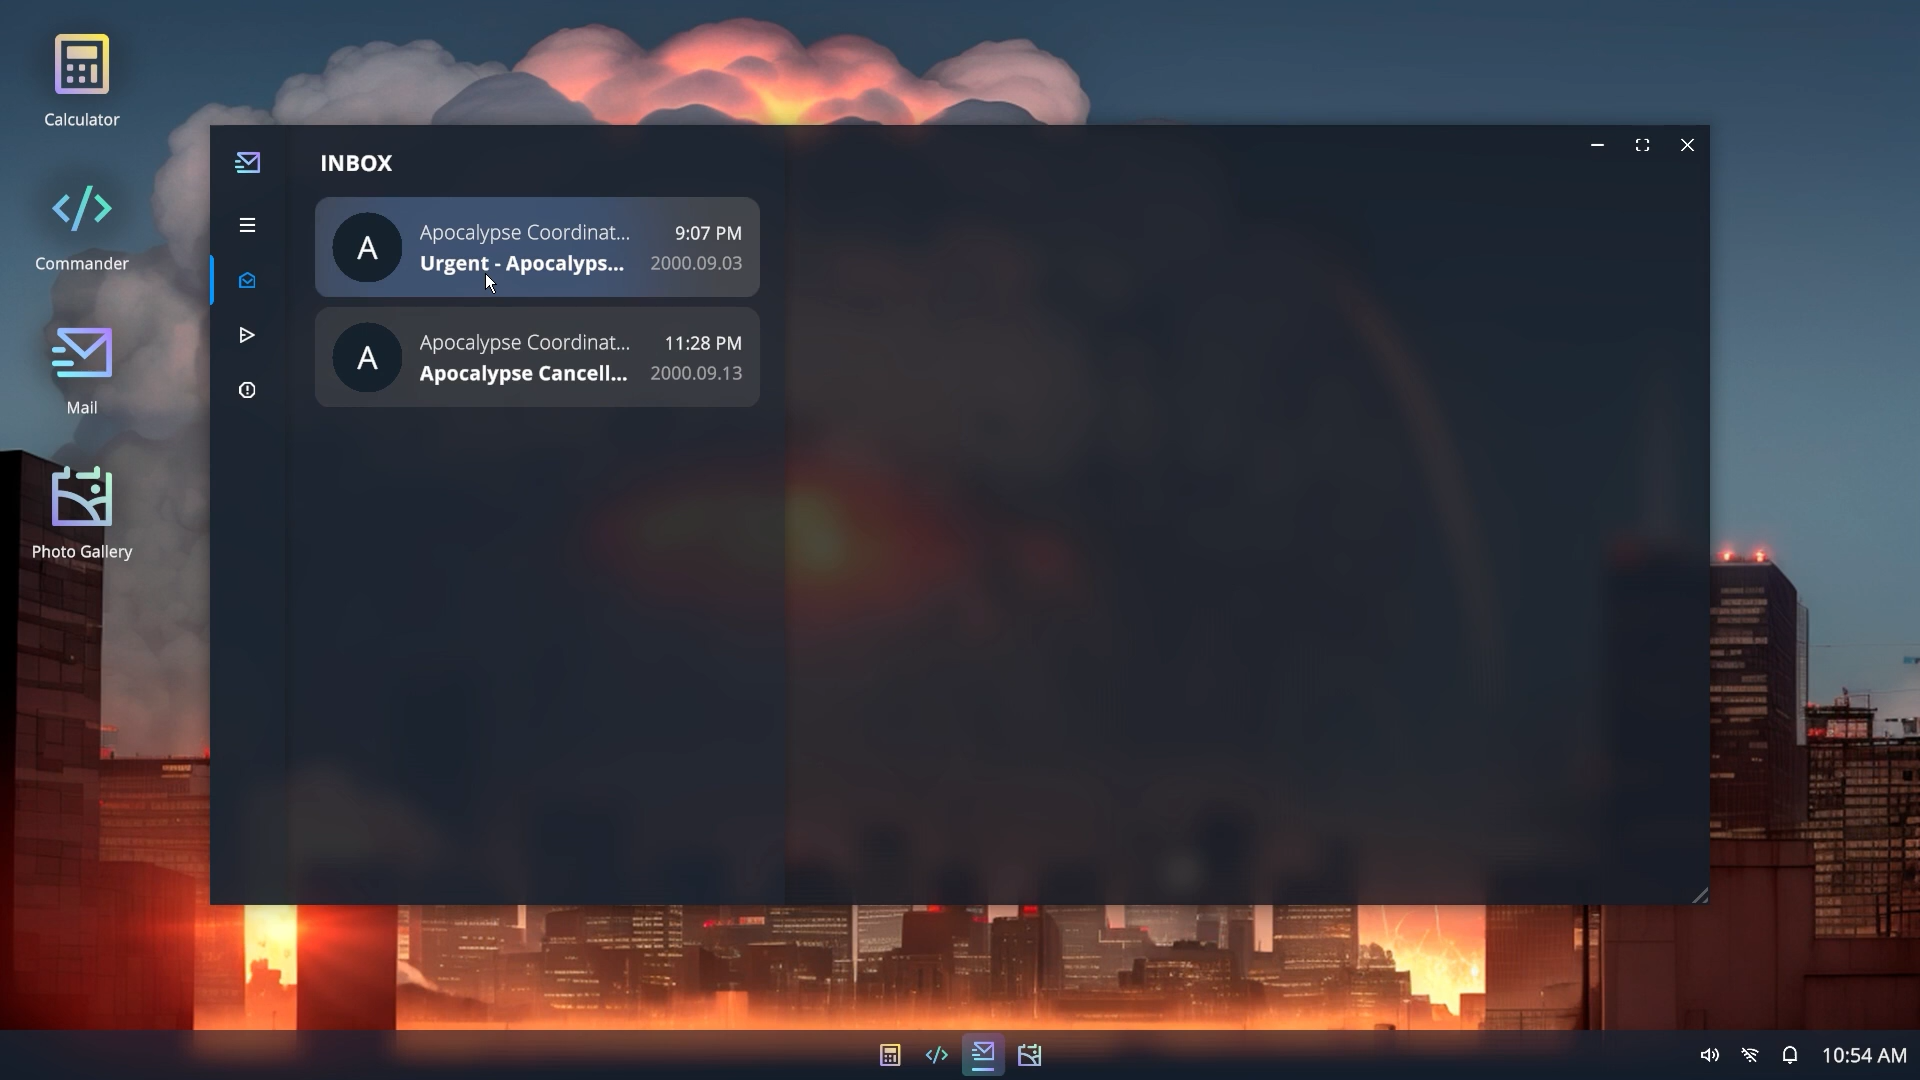 Calculator
Commander
Mail
Photo Gallery
INBOX
A
Apocalypse Coordinat...
9:07 PM
Urgent - Apocalyps...
2000.09.03
A
Apocalypse Coordinat...
11:28 PM
Apocalypse Cancell...
2000.09.13
10:54 AM